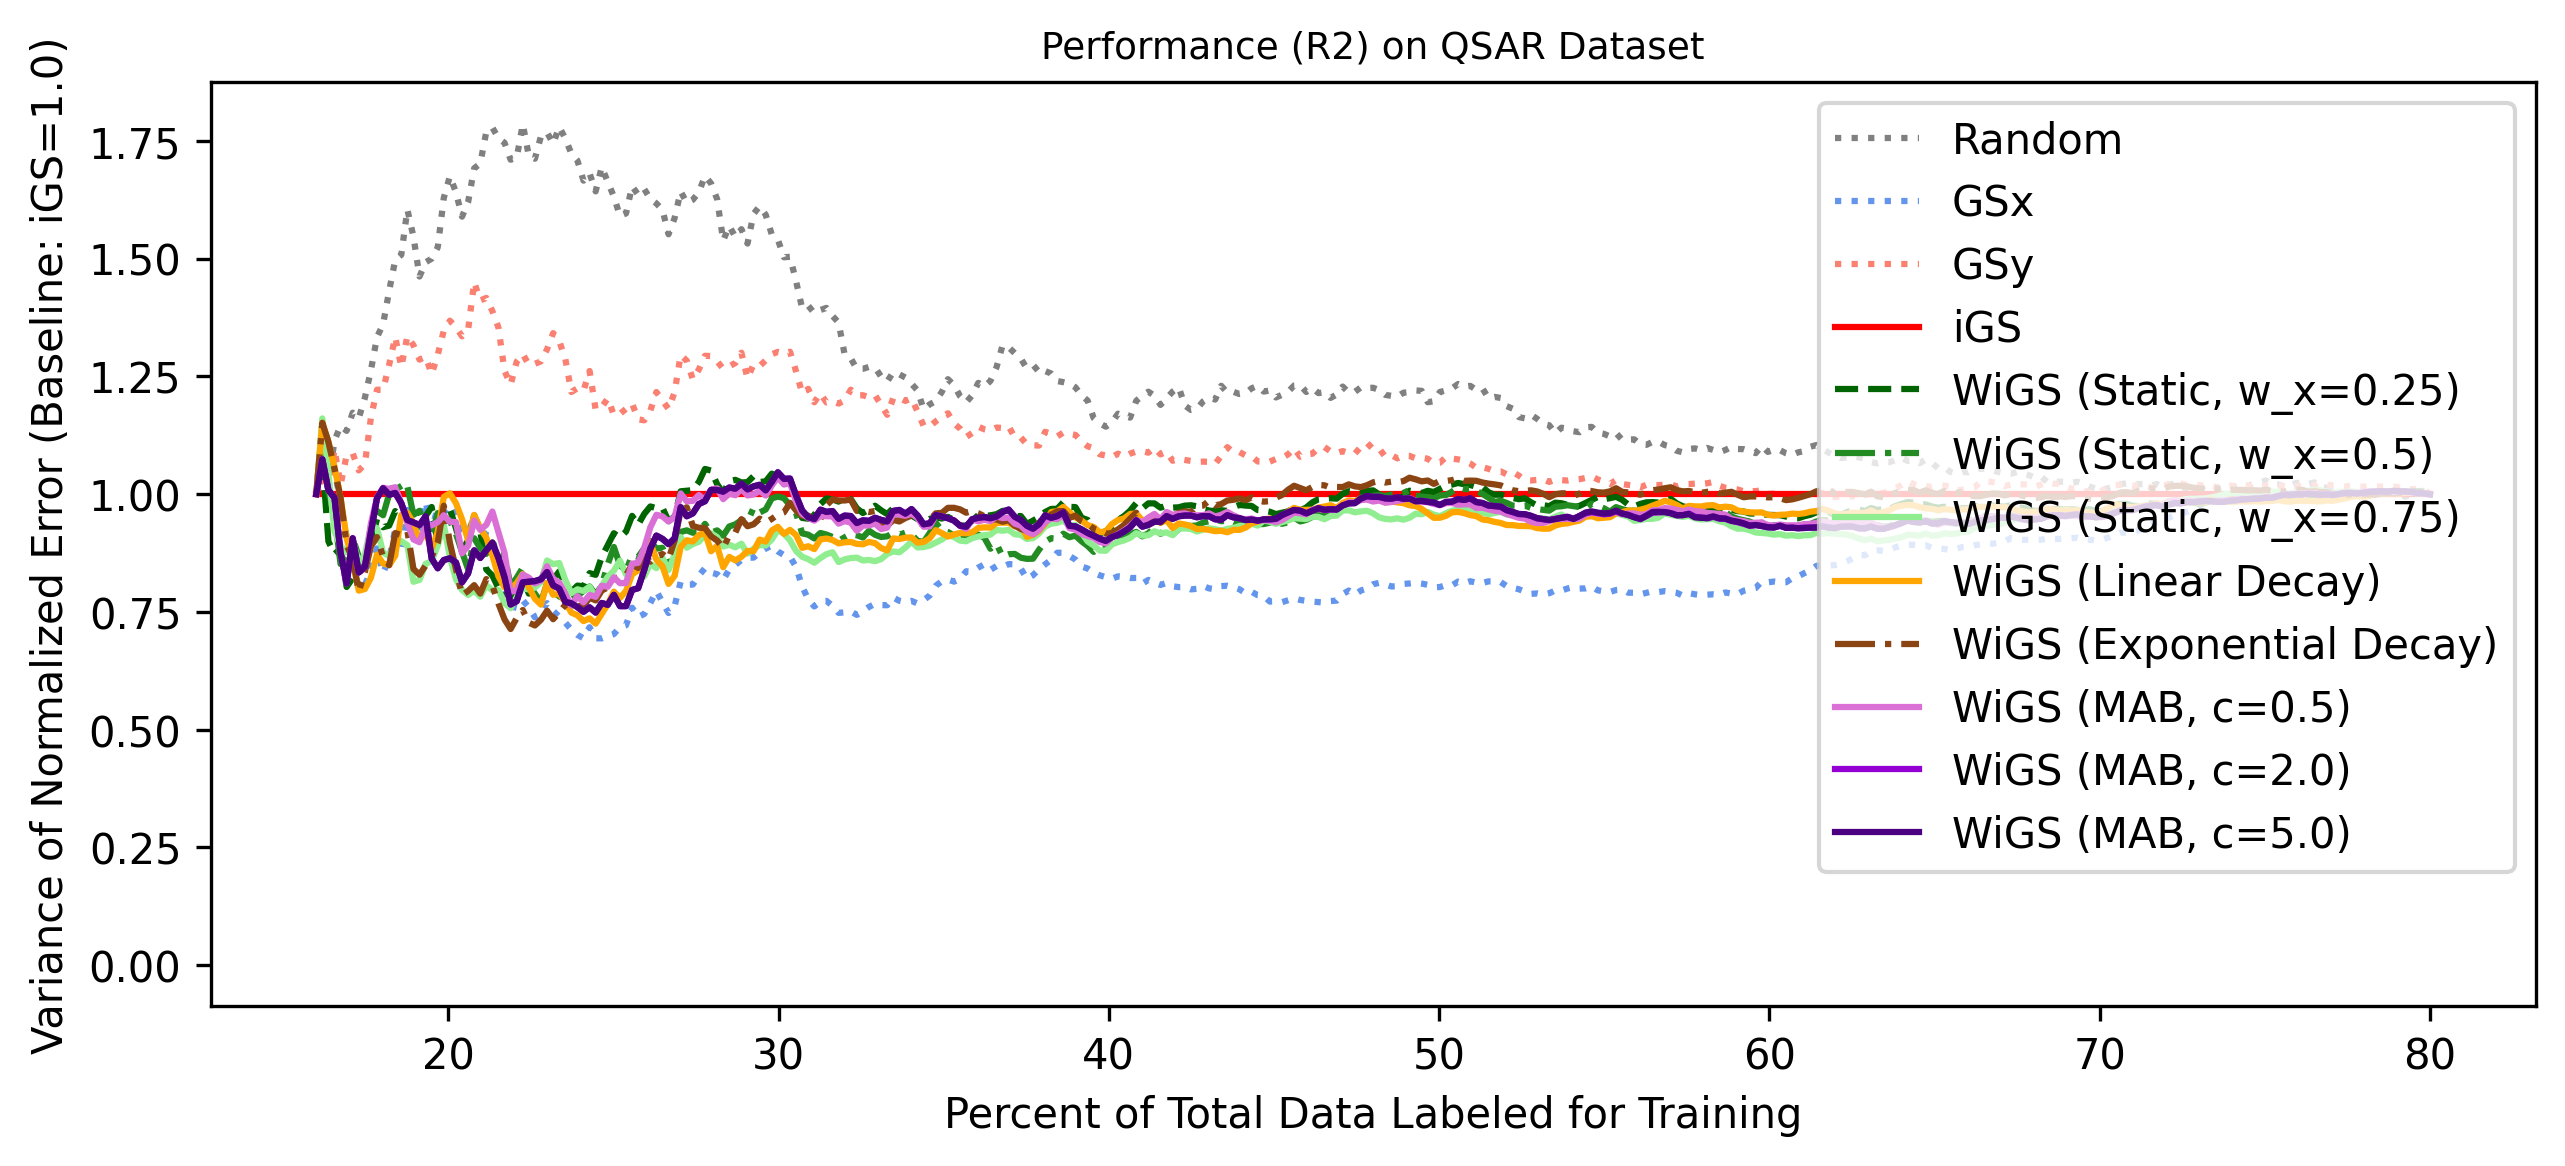 Performance (R2) on QSAR Dataset
Variance of Normalized Error (Baseline: iGS=1.0)
1.75
1.50
1.25
1.00
0.75
0.50
0.25
0.00
Random
GSx
GSy
iGS
WiGS (Static, w_x=0.25)
WiGS (Static, w_x=0.5)
WiGS (Static, w_x=0.75)
WiGS (Linear Decay)
WiGS (Exponential Decay)
WiGS (MAB, c=0.5)
WiGS (MAB, c=2.0)
WiGS (MAB, c=5.0)
20 30 40 50 60 70 80
Percent of Total Data Labeled for Training